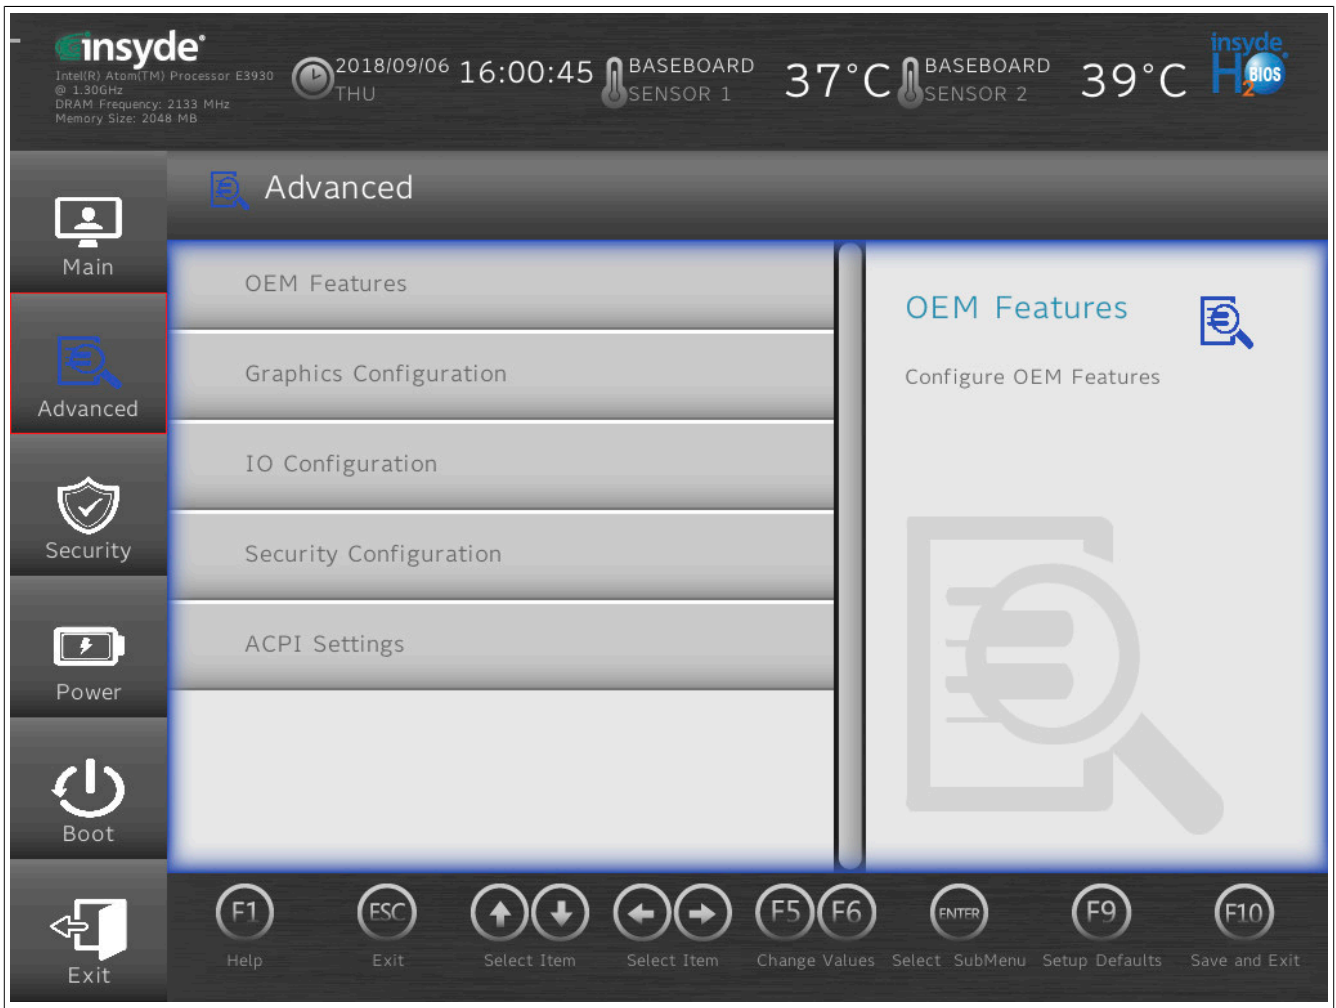 insyde®
Intel(R) Atom(TM) Processor E3930
@ 1.30GHz
DRAM Frequency: 2133 MHz
Memory Size: 2048 MB
2018/09/06
THU
16:00:45
BASEBOARD
SENSOR 1
37°C
BASEBOARD
SENSOR 2
39°C
insyde
H2BIOS
Main
Advanced
Security
Power
Boot
Exit
Advanced
OEM Features
Graphics Configuration
IO Configuration
Security Configuration
ACPI Settings
OEM Features
Configure OEM Features
F1
Help
ESC
Exit
Select Item
Select Item
F5 F6
Change Values
ENTER
Select SubMenu
F9
Setup Defaults
F10
Save and Exit